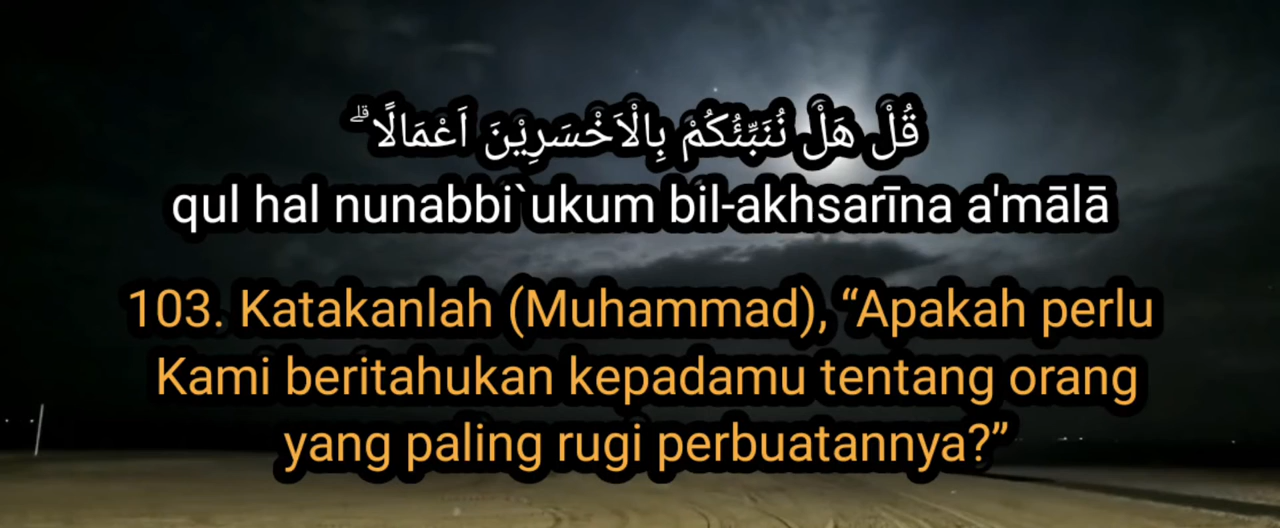 قُلْ هَلْ نُنَبِّئُكُمْ بِالْاَخْسَرِيْنَ اَعْمَالًا ۗ
qul hal nunabbi`ukum bil-akhsarīna a'mālā
103. Katakanlah (Muhammad), “Apakah perlu
Kami beritahukan kepadamu tentang orang
yang paling rugi perbuatannya?”